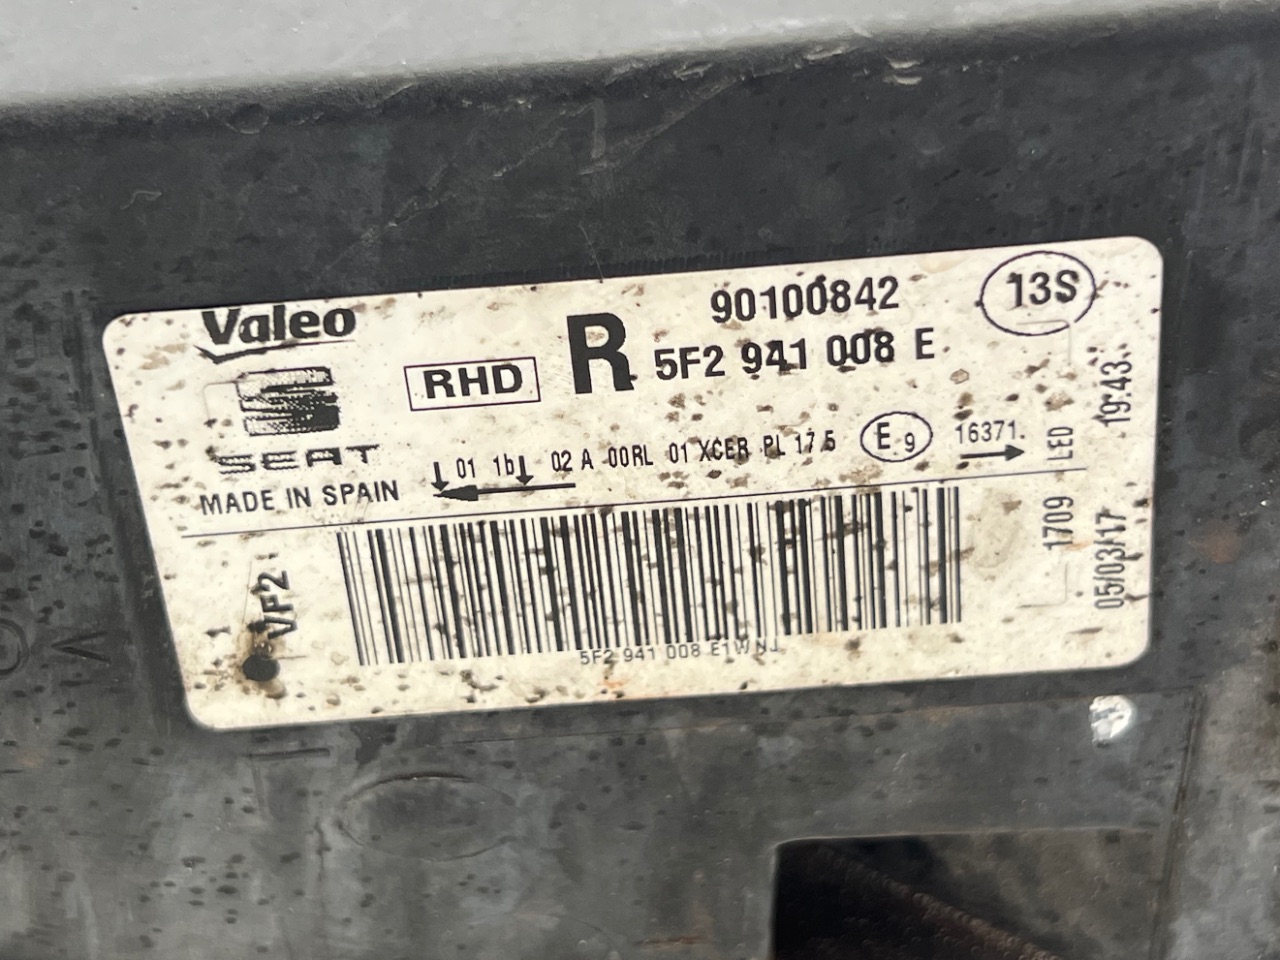 Valeo
90100842
13S
RHD
R
5F2 941 008 E
SEAT
01 1b 02 A 00RL 01 XCER PL 17.5
E9
16371.
MADE IN SPAIN
LED
19:43
1709
05/03/17
1
VF2
5F2 941 008 E1WNJ